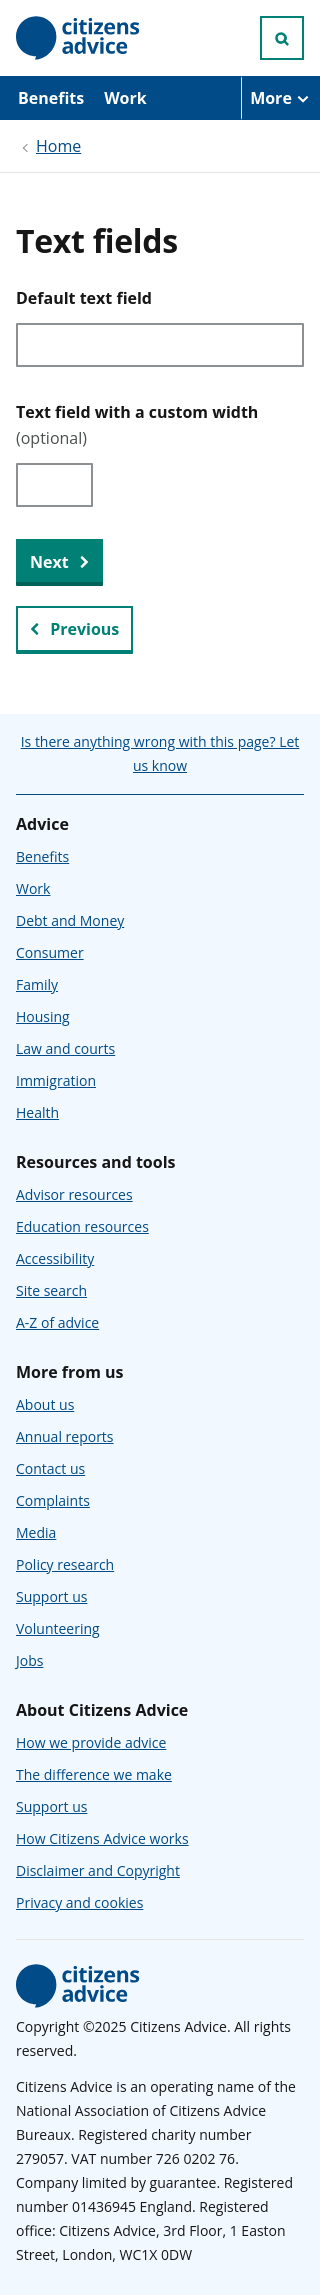 citizens
advice
Benefits Work More
Home
Text fields
Default text field
Text field with a custom width
(optional)
Next
Previous
Is there anything wrong with this page? Let
us know
Advice
Benefits
Work
Debt and Money
Consumer
Family
Housing
Law and courts
Immigration
Health
Resources and tools
Advisor resources
Education resources
Accessibility
Site search
A-Z of advice
More from us
About us
Annual reports
Contact us
Complaints
Media
Policy research
Support us
Volunteering
Jobs
About Citizens Advice
How we provide advice
The difference we make
Support us
How Citizens Advice works
Disclaimer and Copyright
Privacy and cookies
citizens
advice
Copyright ©2025 Citizens Advice. All rights
reserved.
Citizens Advice is an operating name of the
National Association of Citizens Advice
Bureaux. Registered charity number
279057. VAT number 726 0202 76.
Company limited by guarantee. Registered
number 01436945 England. Registered
office: Citizens Advice, 3rd Floor, 1 Easton
Street, London, WC1X 0DW